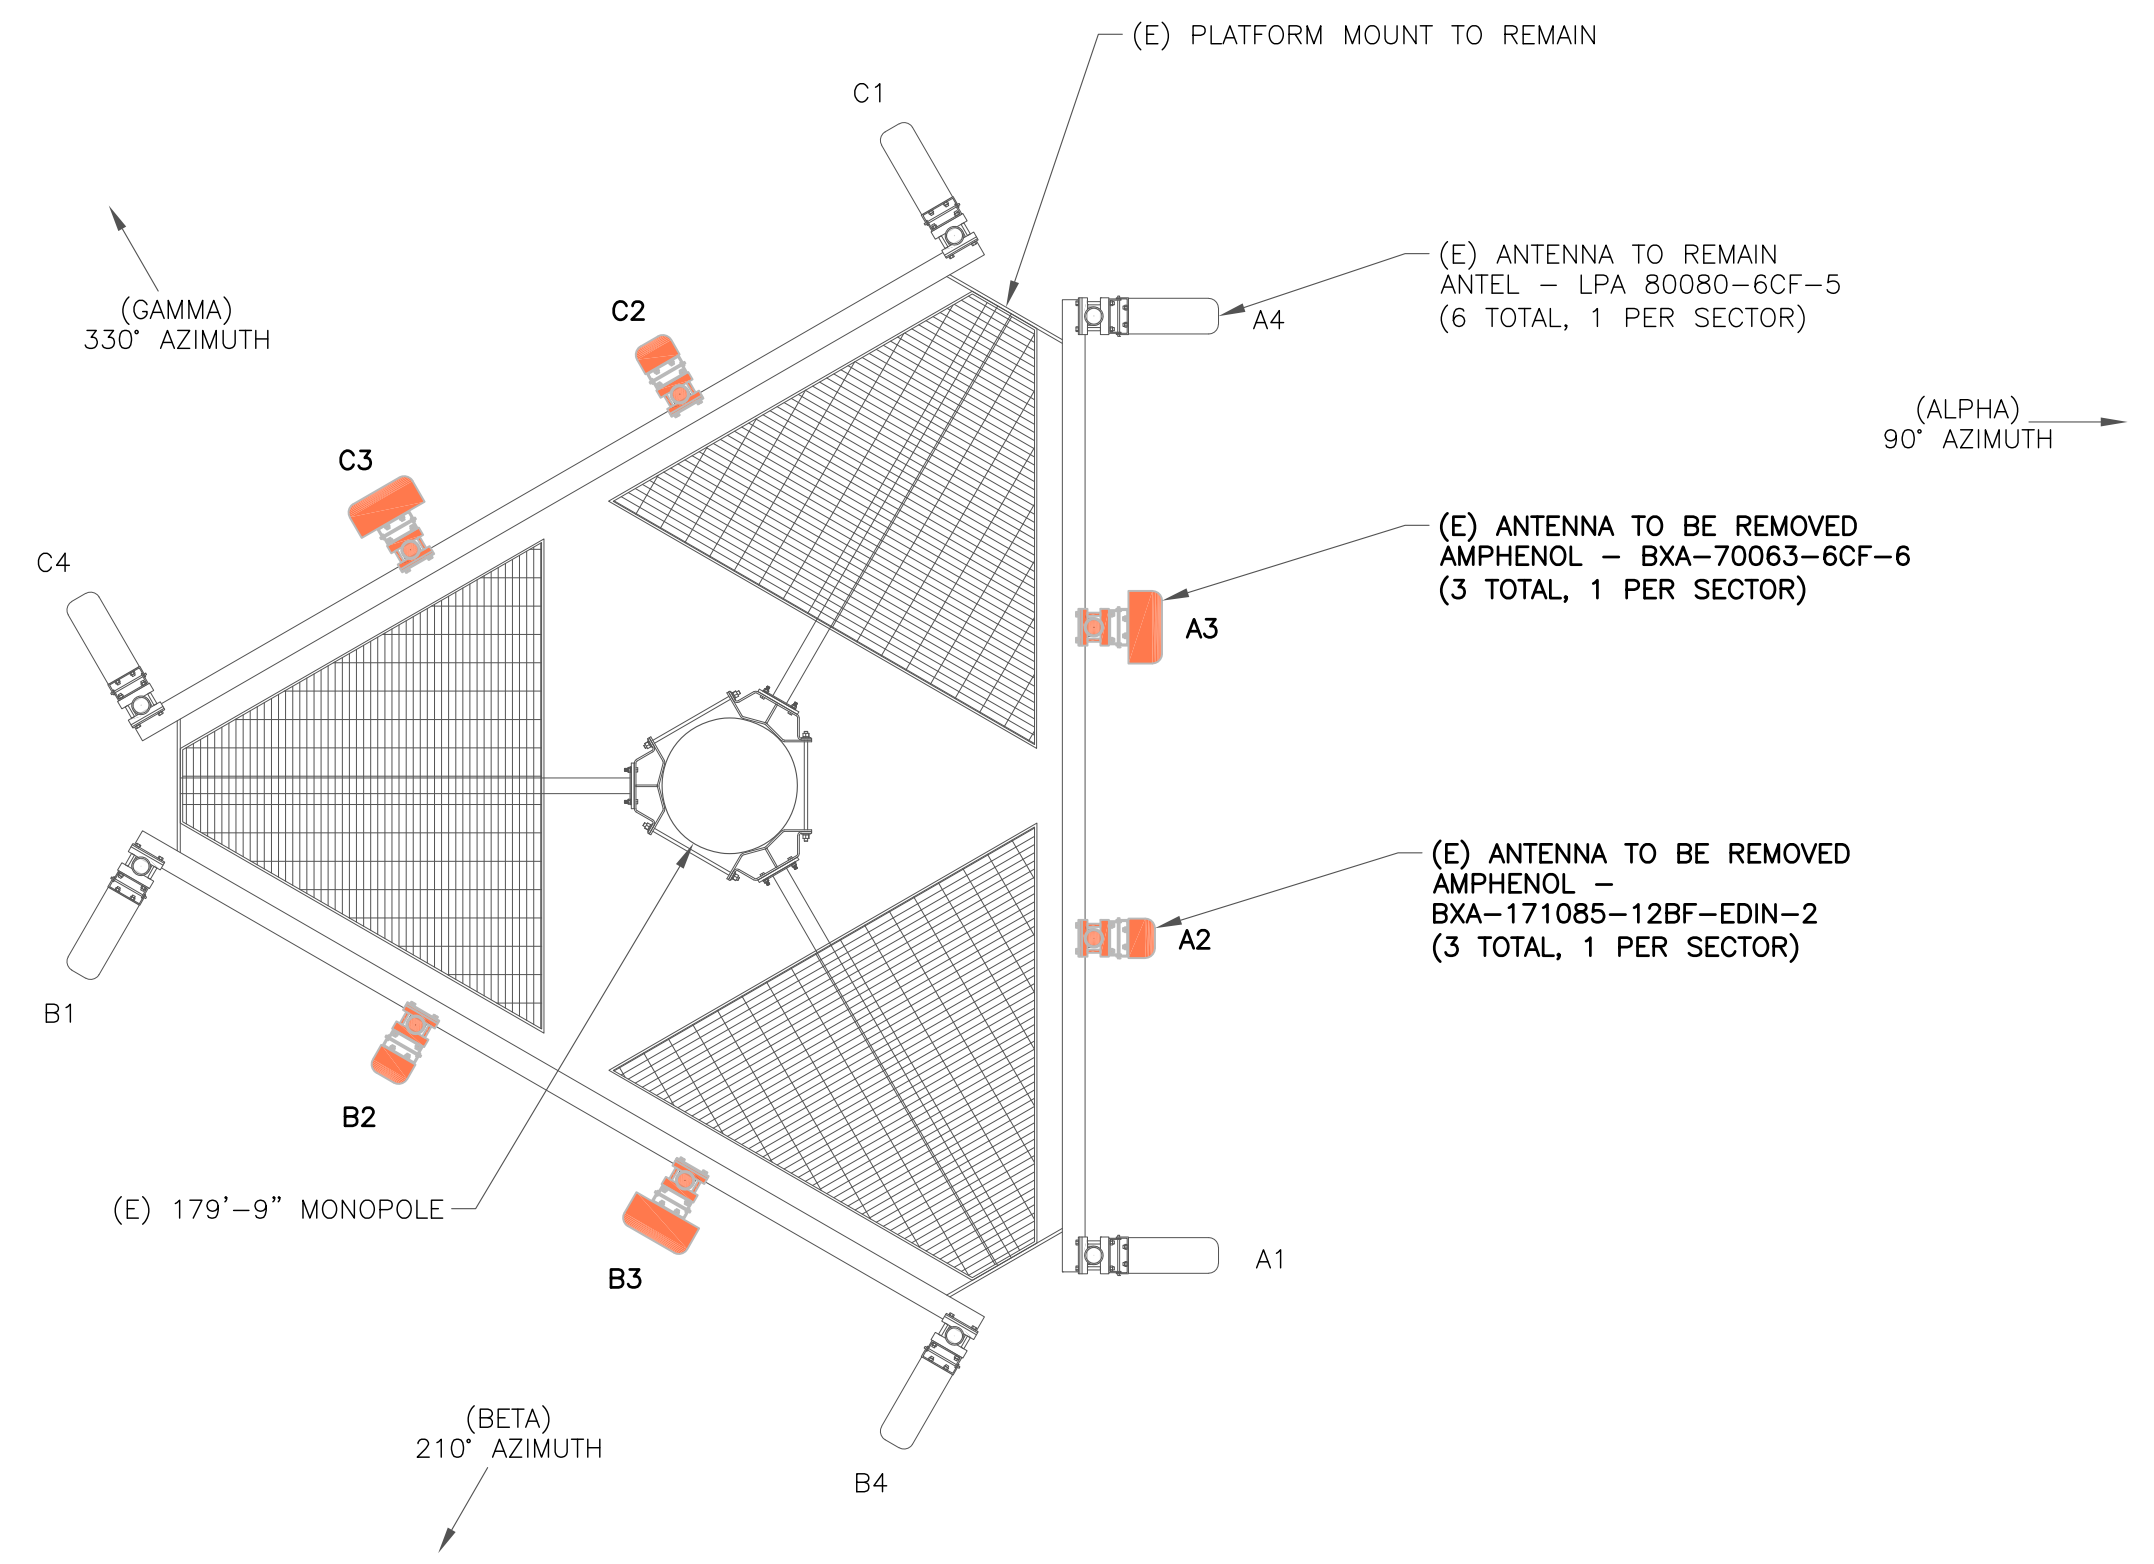 (E) PLATFORM MOUNT TO REMAIN
C1
(E) ANTENNA TO REMAIN
ANTEL - LPA 80080-6CF-5
(6 TOTAL, 1 PER SECTOR)
A4
(GAMMA)
330° AZIMUTH
C2
(ALPHA)
90° AZIMUTH
C3
(E) ANTENNA TO BE REMOVED
AMPHENOL - BXA-70063-6CF-6
(3 TOTAL, 1 PER SECTOR)
C4
A3
(E) ANTENNA TO BE REMOVED
AMPHENOL -
BXA-171085-12BF-EDIN-2
(3 TOTAL, 1 PER SECTOR)
A2
B1
B2
(E) 179'-9" MONOPOLE
B3
A1
(BETA)
210° AZIMUTH
B4